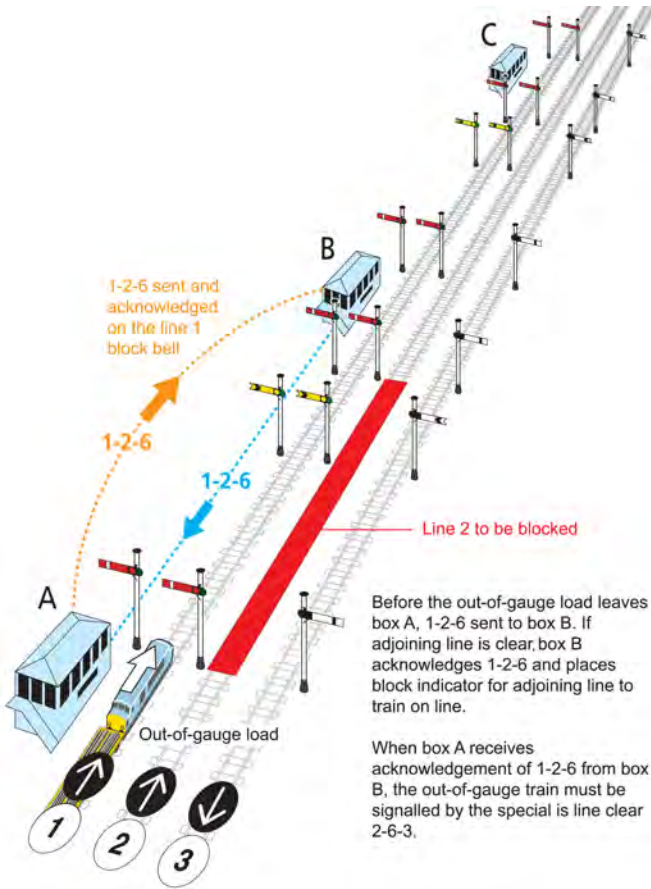 C
B
1-2-6 sent and
acknowledged
on the line 1
block bell
1-2-6
1-2-6
Line 2 to be blocked
A
Before the out-of-gauge load leaves
box A, 1-2-6 sent to box B. If
adjoining line is clear, box B
acknowledges 1-2-6 and places
block indicator for adjoining line to
train on line.
Out-of-gauge load
When box A receives
acknowledgement of 1-2-6 from box
B, the out-of-gauge train must be
signalled by the special is line clear
2-6-3.
1
2
3